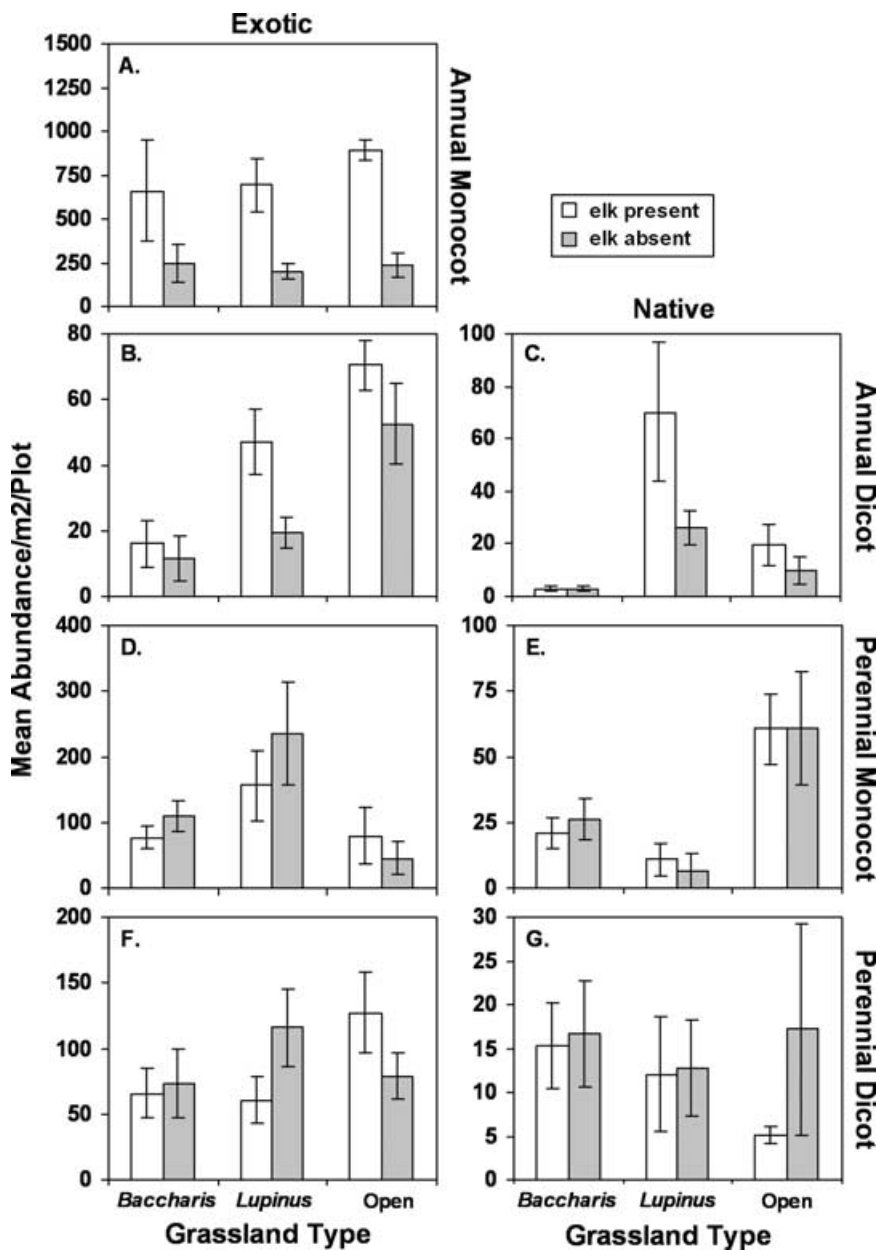 Exotic
A.
1500
1250
1000
750
500
250
0
Annual Monocot
elk present
elk absent
Native
B.
80
60
40
20
0
C.
100
80
60
40
20
0
Annual Dicot
Mean Abundance/m2/Plot
D.
400
300
200
100
0
E.
100
75
50
25
0
Perennial Monocot
F.
200
150
100
50
0
G.
30
25
20
15
10
5
0
Perennial Dicot
Baccharis Lupinus Open
Grassland Type
Baccharis Lupinus Open
Grassland Type